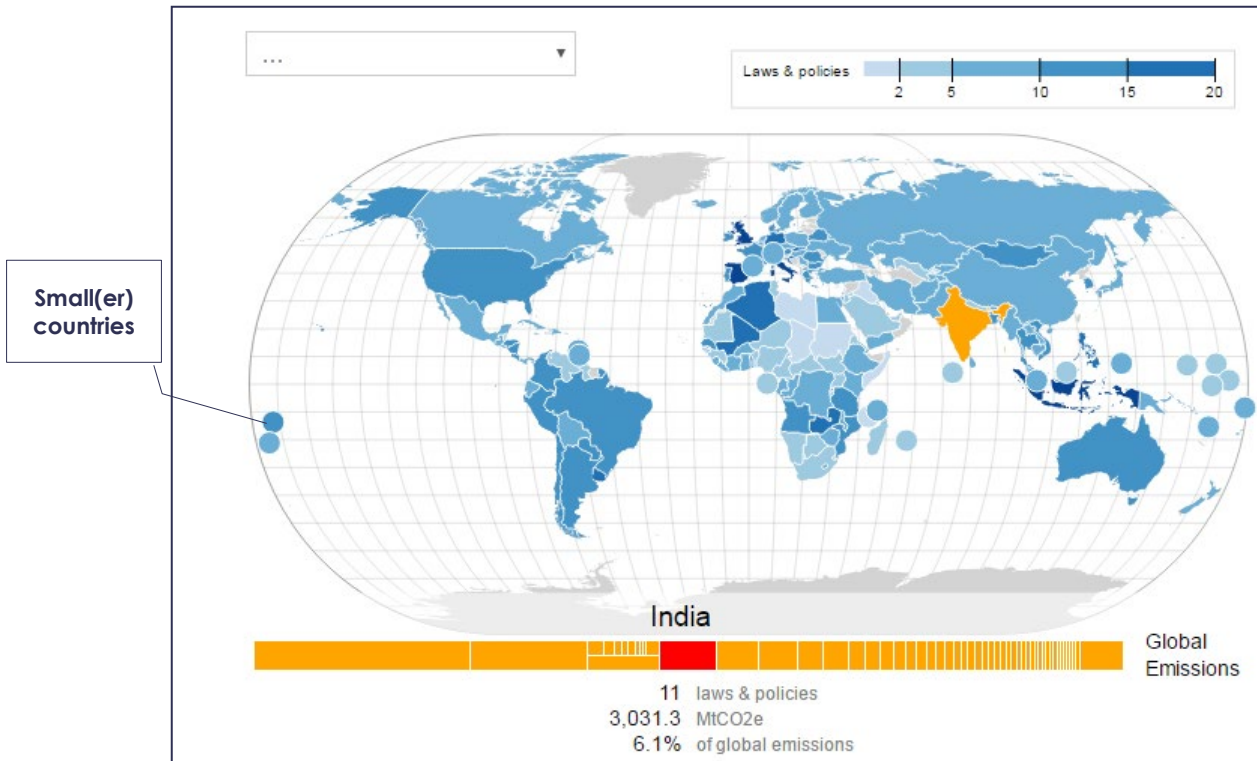 ...
Laws & policies
2 5 10 15 20
Small(er)
countries
India
Global
Emissions
11 laws & policies
3,031.3 MtCO2e
6.1% of global emissions